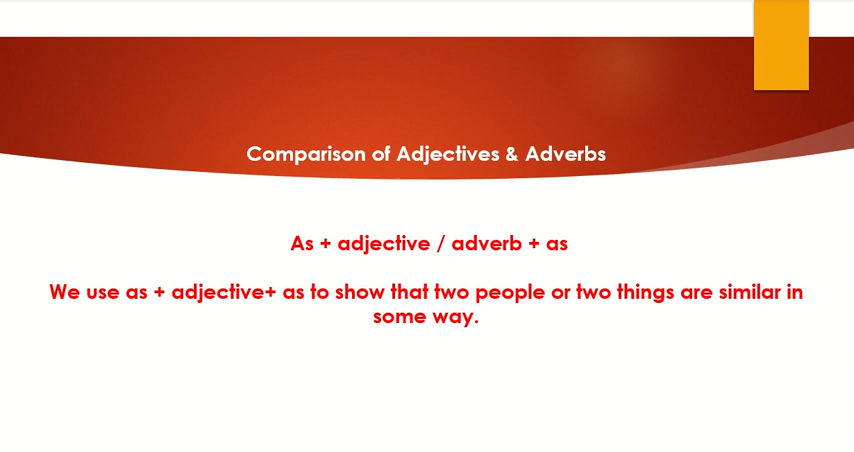 Comparison of Adjectives & Adverbs
As + adjective / adverb + as
We use as + adjective+ as to show that two people or two things are similar in
some way.